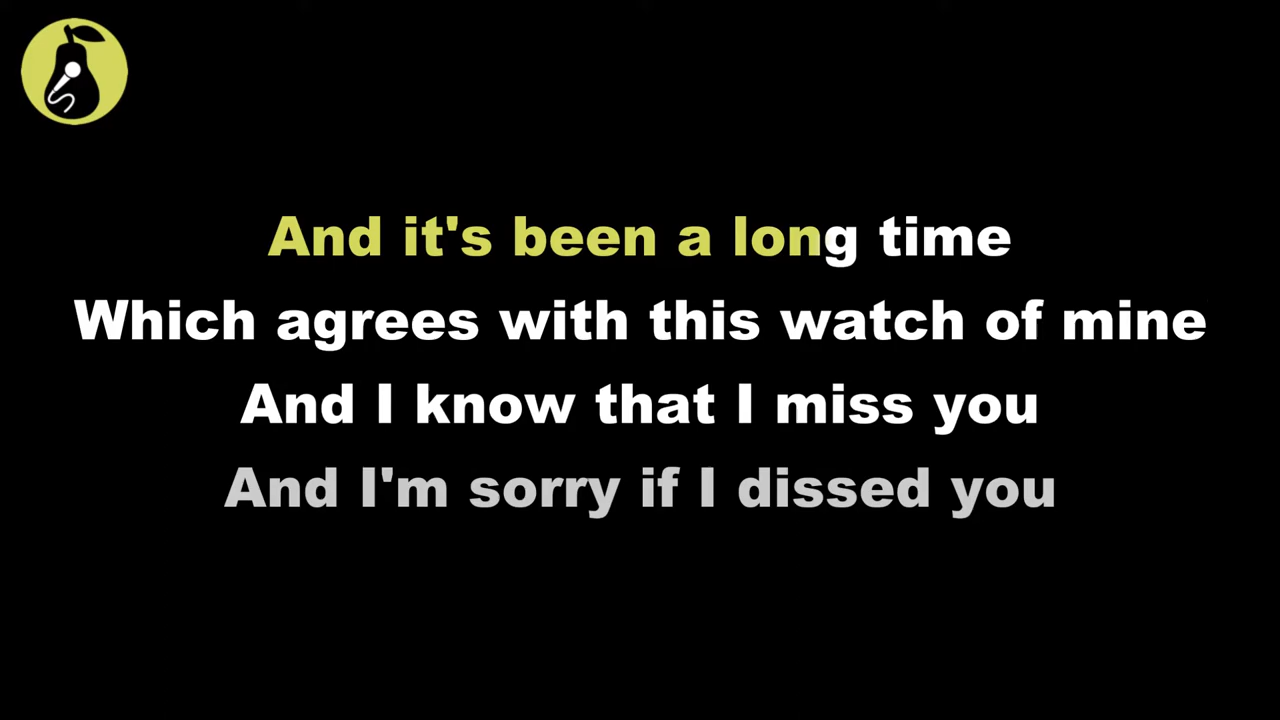 And it's been a long time
Which agrees with this watch of mine
And I know that I miss you
And I'm sorry if I dissed you